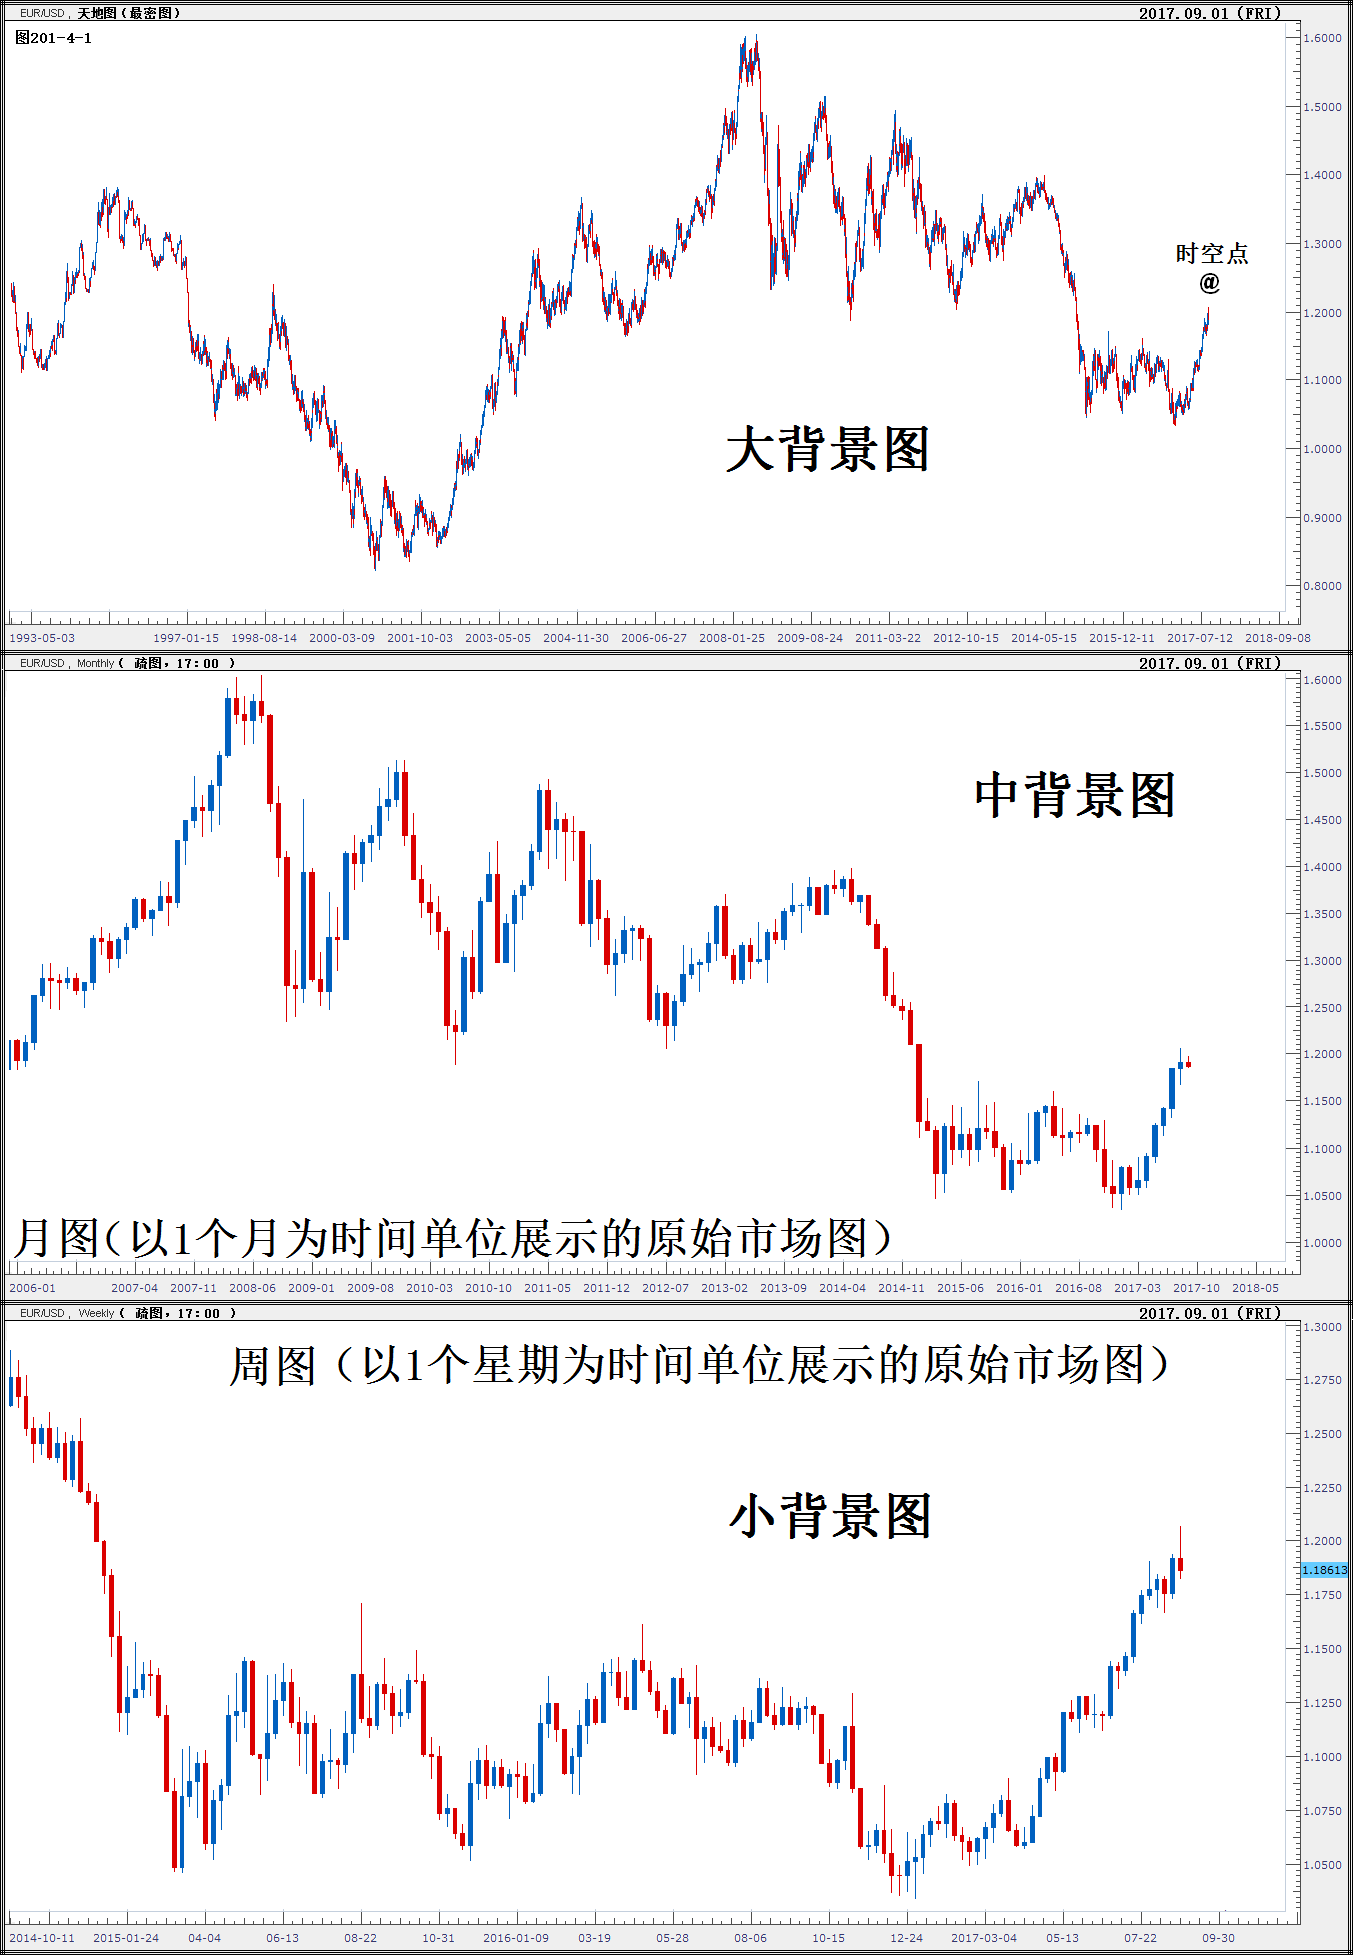 EUR/USD , 天地图（最密图） 2017.09.01 (FRI)
图201-4-1
1.6000
1.5000
1.4000
1.3000
1.2000
1.1000
1.0000
0.9000
0.8000
时空点
@
大背景图
1993-05-03 1997-01-15 1998-08-14 2000-03-09 2001-10-03 2003-05-05 2004-11-30 2006-06-27 2008-01-25 2009-08-24 2011-03-22 2012-10-15 2014-05-15 2015-12-11 2017-07-12 2018-09-08
EUR/USD , Monthly ( 疏图, 17:00 ) 2017.09.01 (FRI)
1.6000
1.5500
1.5000
1.4500
1.4000
1.3500
1.3000
1.2500
1.2000
1.1500
1.1000
1.0500
1.0000
中背景图
月图（以1个月为时间单位展示的原始市场图）
2006-01 2007-04 2007-11 2008-06 2009-01 2009-08 2010-03 2010-10 2011-05 2011-12 2012-07 2013-02 2013-09 2014-04 2014-11 2015-06 2016-01 2016-08 2017-03 2017-10 2018-05
EUR/USD , Weekly ( 疏图, 17:00 ) 2017.09.01 (FRI)
周图（以1个星期为时间单位展示的原始市场图）
1.3000
1.2750
1.2500
1.2250
1.2000
1.18613
1.1750
1.1500
1.1250
1.1000
1.0750
1.0500
小背景图
2014-10-11 2015-01-24 04-04 06-13 08-22 10-31 2016-01-09 03-19 05-28 08-06 10-15 12-24 2017-03-04 05-13 07-22 09-30